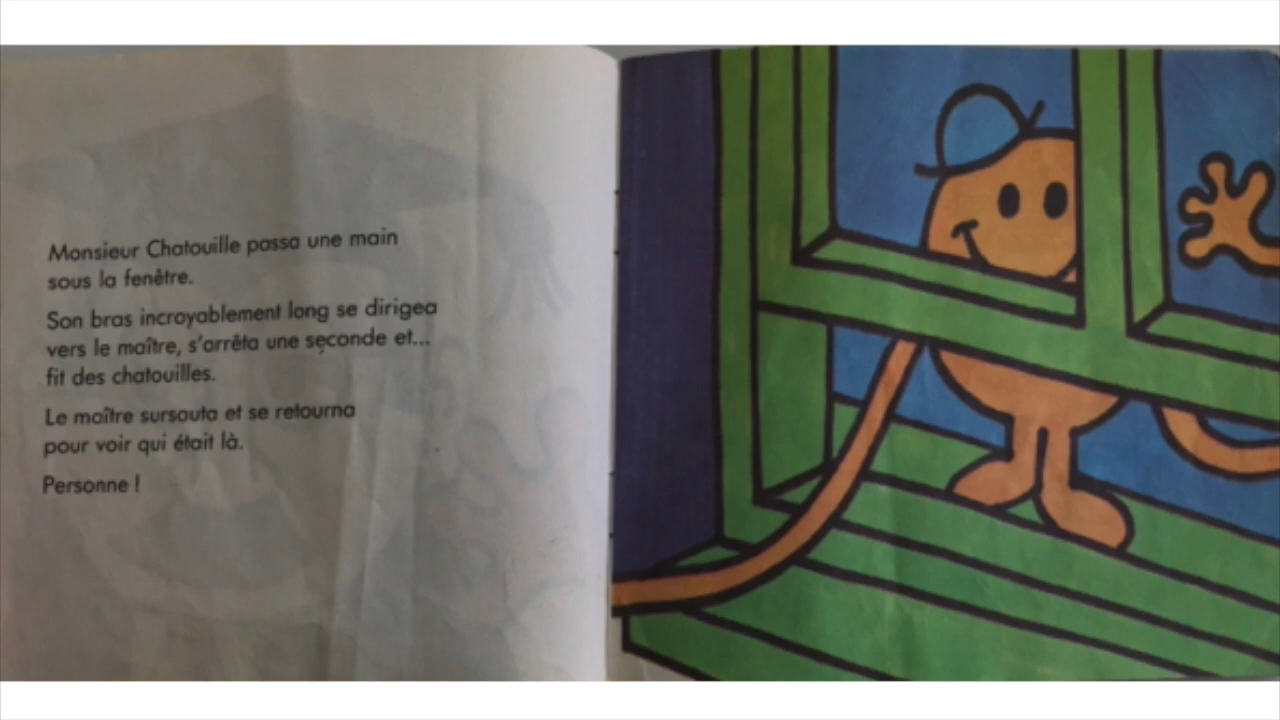 Monsieur Chatouille passa une main
sous la fenêtre.
Son bras incroyablement long se dirigea
vers le maître, s'arrêta une seconde et...
fit des chatouilles.
Le maître sursauta et se retourna
pour voir qui était là.
Personne !